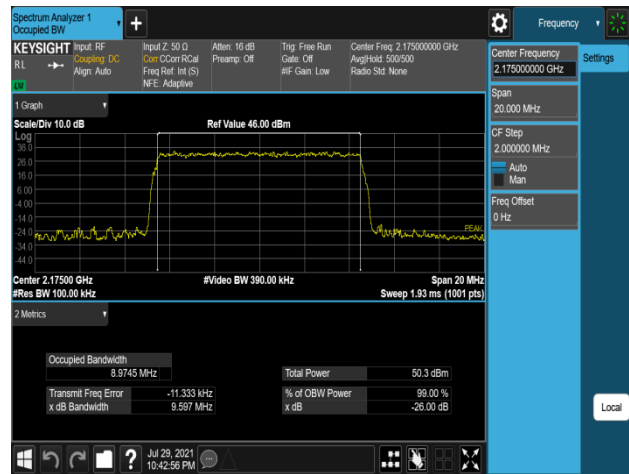 Spectrum Analyzer 1
Occupied BW
Frequency
KEYSIGHT
RL
Input: RF
Coupling: DC
Align: Auto
Input Z: 50 Ω
Corr CCorr RCal
Freq Ref: Int (S)
NFE: Adaptive
Atten: 16 dB
Preamp: Off
Trig: Free Run
Gate: Off
#IF Gain: Low
Center Freq: 2.175000000 GHz
Avg|Hold: 500/500
Radio Std: None
LXI
Center Frequency
2.175000000 GHz
Settings
Span
20.000 MHz
CF Step
2.000000 MHz
Auto
Man
Freq Offset
0 Hz
Local
1 Graph
Scale/Div 10.0 dB
Ref Value 46.00 dBm
Log
36.0
26.0
16.0
6.00
-4.00
-14.0
-24.0
-34.0
-44.0
PEAK
Center 2.17500 GHz
#Video BW 390.00 kHz
Span 20 MHz
#Res BW 100.00 kHz
Sweep 1.93 ms (1001 pts)
2 Metrics
Occupied Bandwidth
8.9745 MHz
Total Power 50.3 dBm
Transmit Freq Error -11.333 kHz
% of OBW Power 99.00 %
x dB Bandwidth 9.597 MHz
x dB -26.00 dB
?
Jul 29, 2021
10:42:56 PM